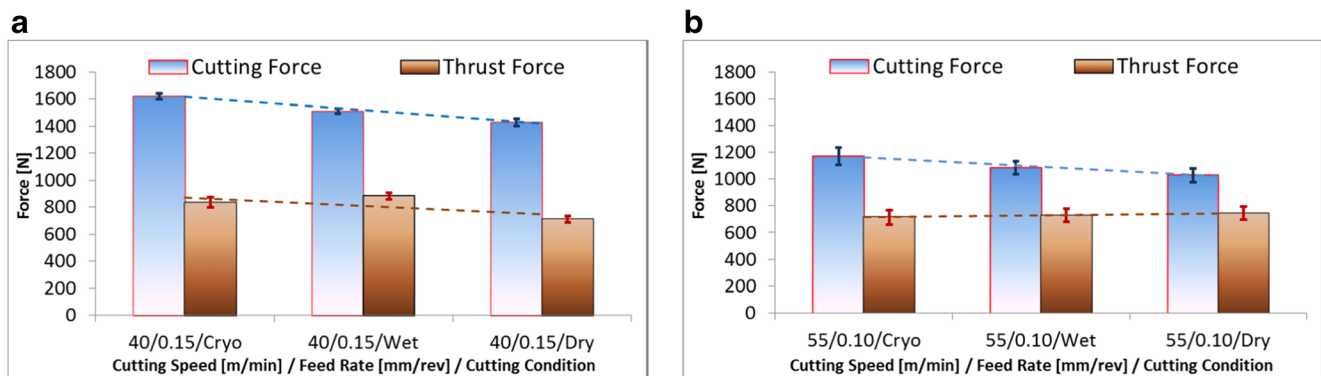 a
Cutting Force Thrust Force
1800
1600
1400
1200
1000
800
600
400
200
0
Force [N]
40/0.15/Cryo 40/0.15/Wet 40/0.15/Dry
Cutting Speed [m/min] / Feed Rate [mm/rev] / Cutting Condition
b
Cutting Force Thrust Force
1800
1600
1400
1200
1000
800
600
400
200
0
Force [N]
55/0.10/Cryo 55/0.10/Wet 55/0.10/Dry
Cutting Speed [m/min] / Feed Rate [mm/rev] / Cutting Condition